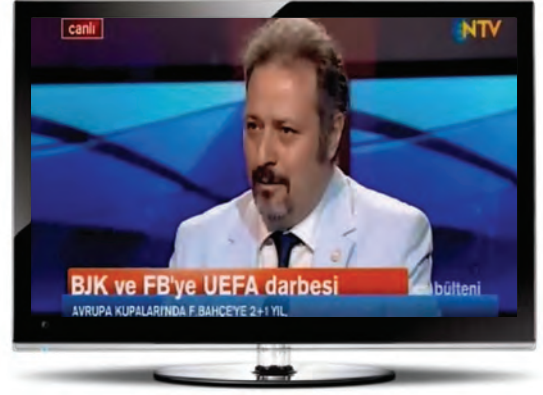 canlı
NTV
BJK ve FB'ye UEFA darbesi
bülteni
AVRUPA KUPALARI'NDA F.BAHÇE'YE 2+1 YIL,